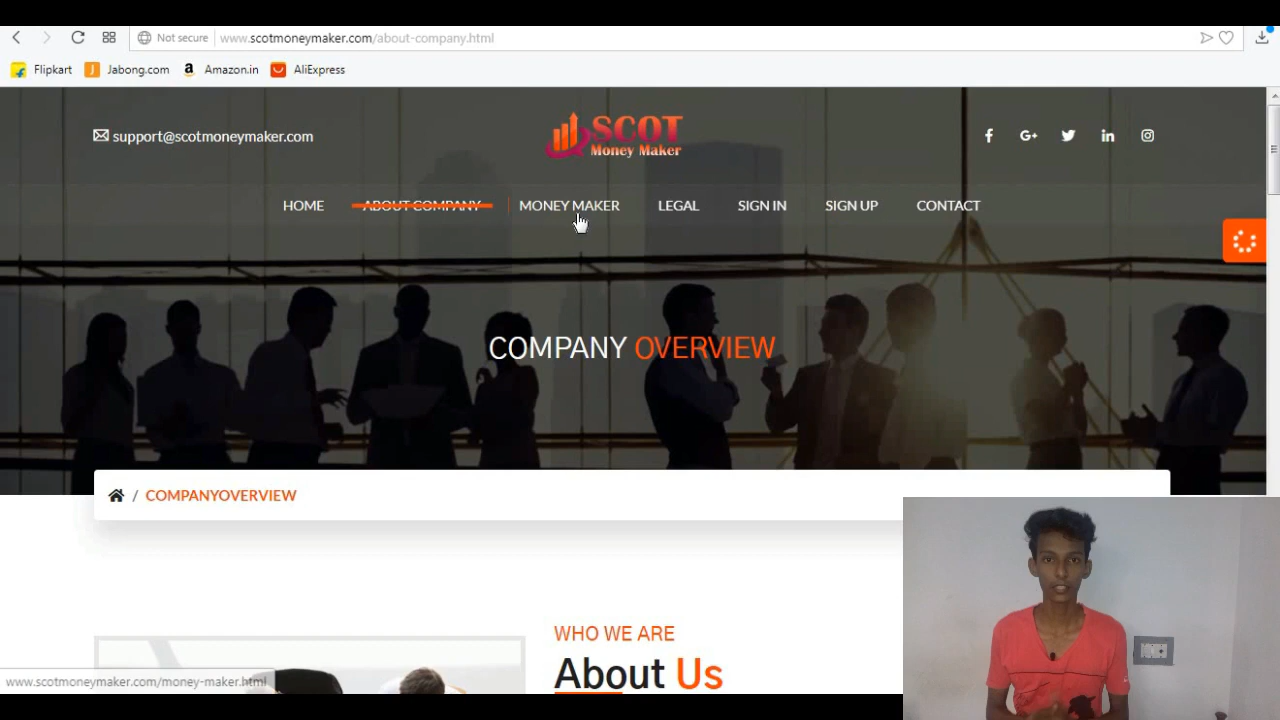 Not secure www.scotmoneymaker.com/about-company.html
Flipkart Jabong.com Amazon.in AliExpress
support@scotmoneymaker.com
SCOT
Money Maker
HOME ABOUT COMPANY MONEY MAKER LEGAL SIGN IN SIGN UP CONTACT
COMPANY OVERVIEW
/ COMPANYOVERVIEW
WHO WE ARE
About Us
www.scotmoneymaker.com/money-maker.html